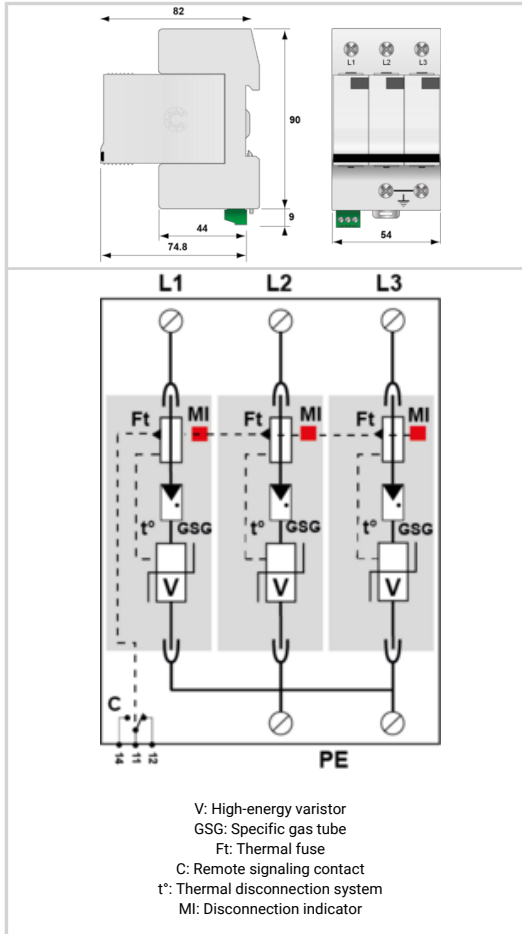 82
L1 L2 L3
90
9
44
74.8
54
L1 L2 L3
Ft MI Ft MI Ft MI
t° GSG t° GSG t° GSG
V V V
C
14 11 12
PE
V: High-energy varistor
GSG: Specific gas tube
Ft: Thermal fuse
C: Remote signaling contact
t°: Thermal disconnection system
MI: Disconnection indicator